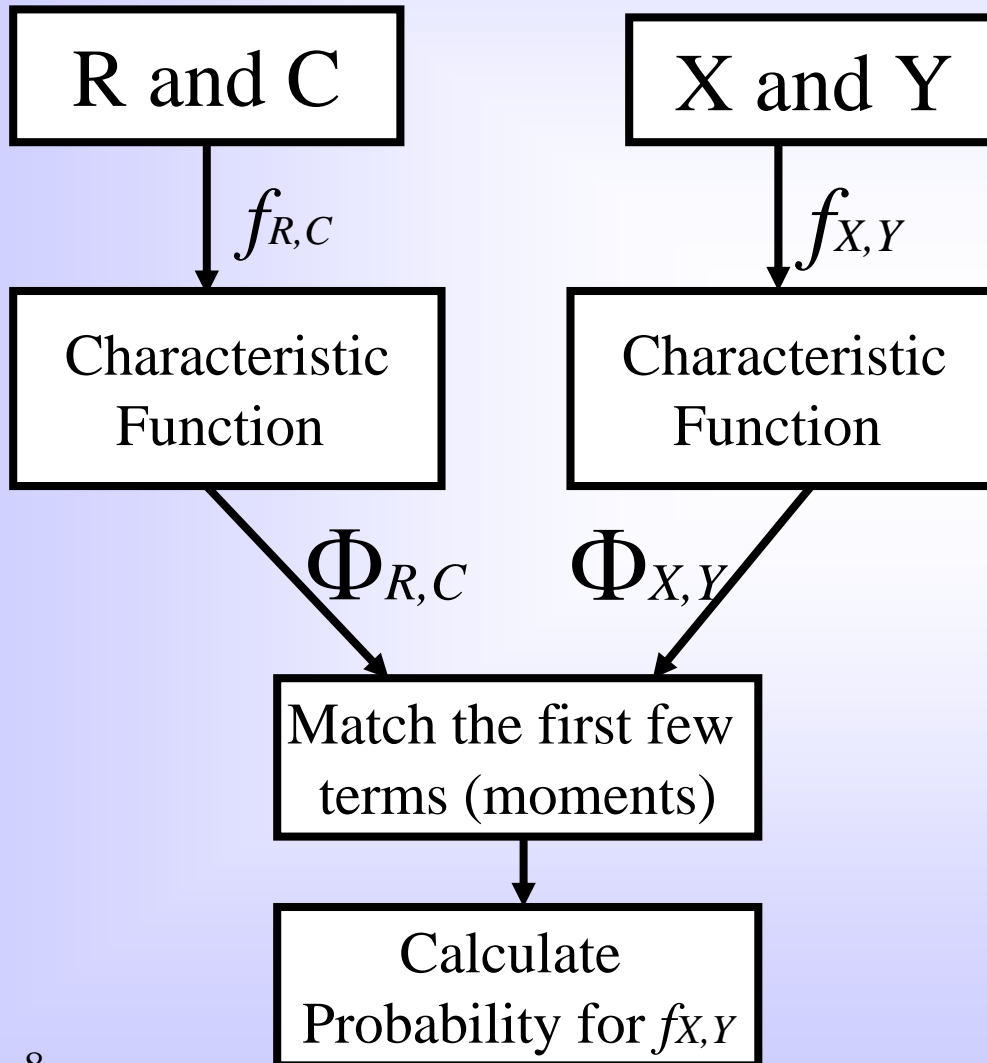 R and C
X and Y
fR,C
fX,Y
Characteristic
Function
Characteristic
Function
ΦR,C
ΦX,Y
Match the first few
terms (moments)
Calculate
Probability for fX,Y
8